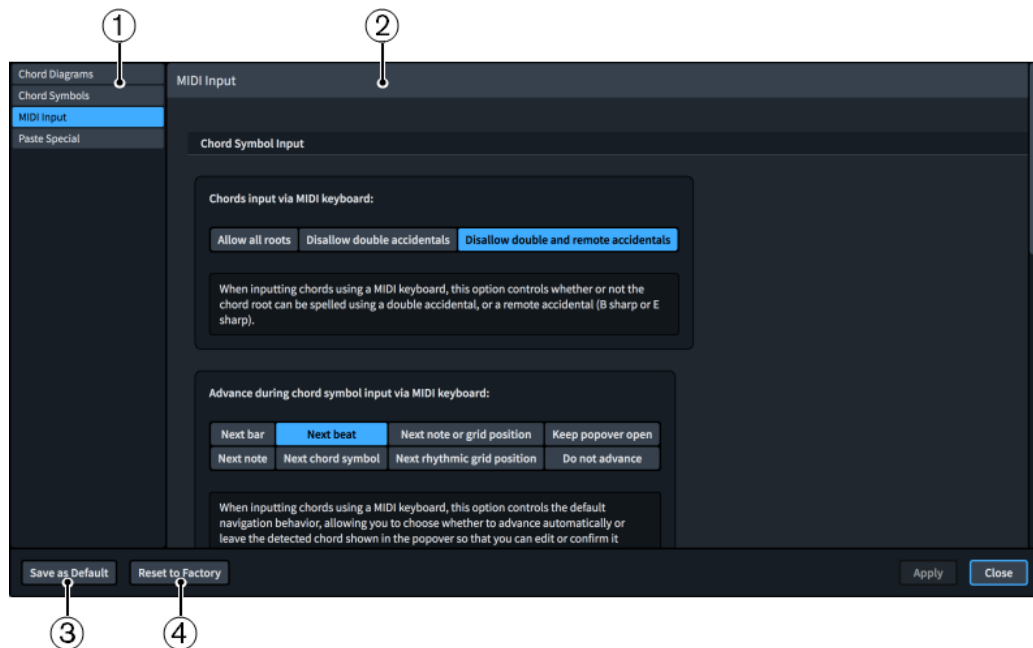 ① ②
Chord Diagrams
Chord Symbols
MIDI Input
Paste Special
MIDI Input
Chord Symbol Input
Chords input via MIDI keyboard:
Allow all roots Disallow double accidentals Disallow double and remote accidentals
When inputting chords using a MIDI keyboard, this option controls whether or not the
chord root can be spelled using a double accidental, or a remote accidental (B sharp or E
sharp).
Advance during chord symbol input via MIDI keyboard:
Next bar Next beat Next note or grid position Keep popover open
Next note Next chord symbol Next rhythmic grid position Do not advance
When inputting chords using a MIDI keyboard, this option controls the default
navigation behavior, allowing you to choose whether to advance automatically or
leave the detected chord shown in the popover so that you can edit or confirm it
Save as Default Reset to Factory Apply Close
③ ④